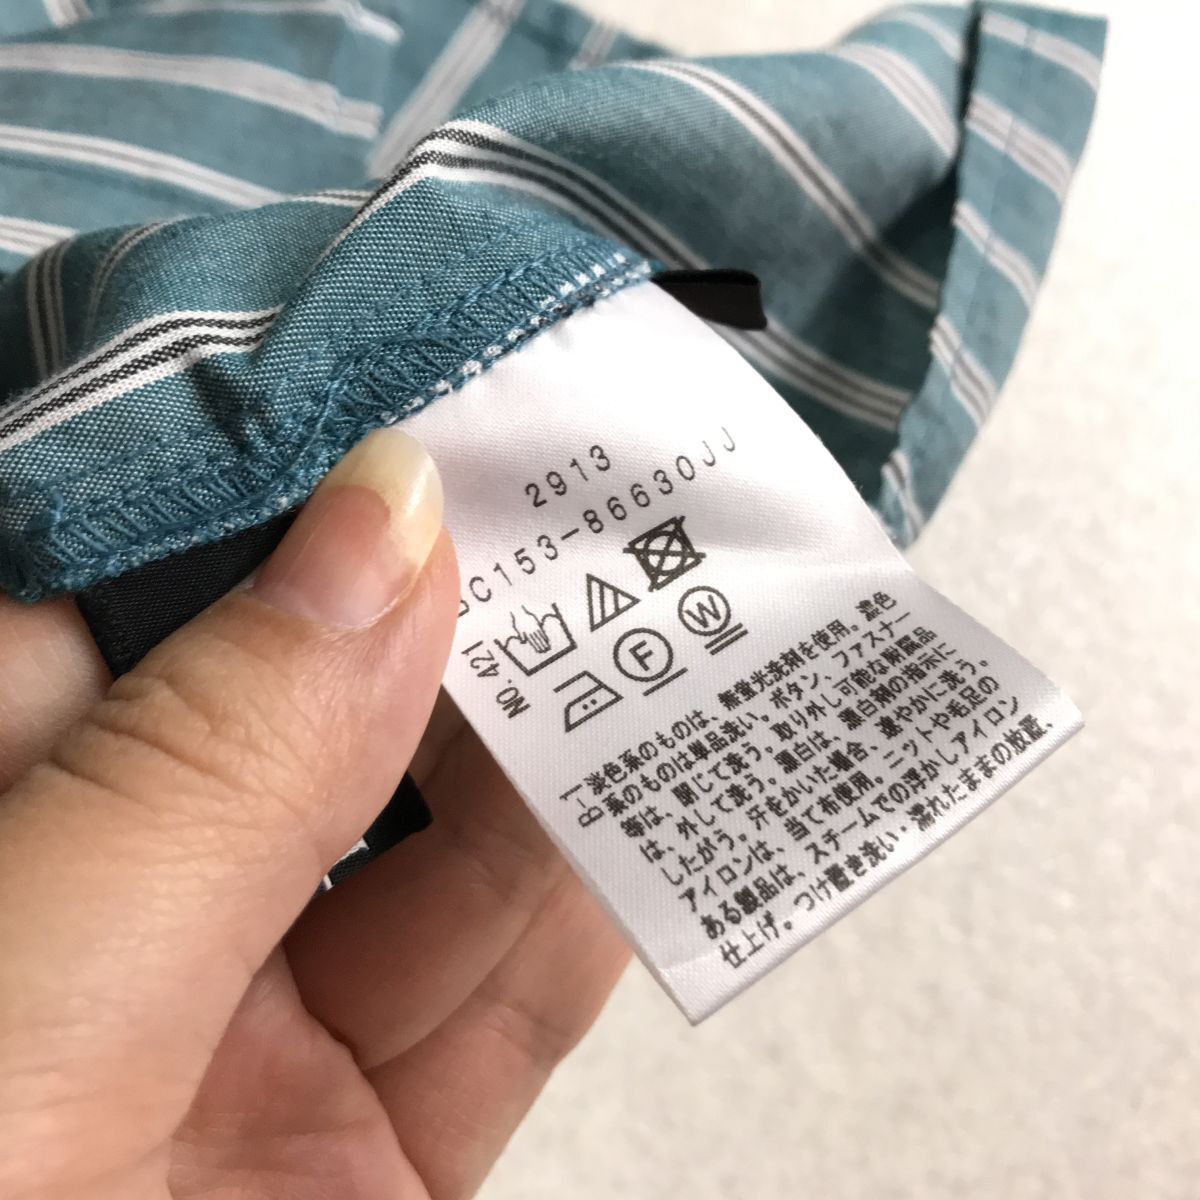 2913
C153-86630JJ
NO.421
F
W
B-1 淡色系のものは、無蛍光洗剤を使用。濃色
系のものは単品洗い。ボタン、ファスナー
等は、閉じて洗う。取り外し可能な附属品
は、外して洗う。漂白は、漂白剤の指示に
したがう。汗をかいた場合、速やかに洗う。
アイロンは、当て布使用。ニットや毛足の
ある製品は、スチームでの浮かしアイロン
仕上げ。つけ置き洗い・濡れたままの放置、